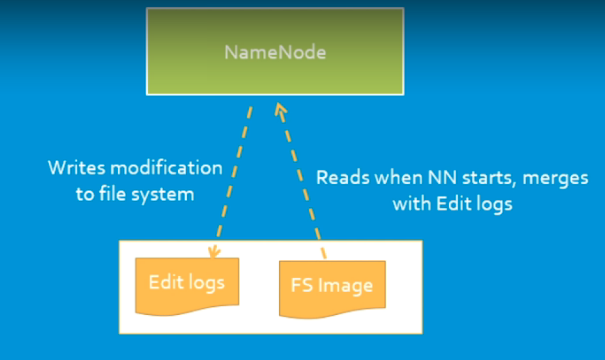 NameNode
Writes modification
to file system
Reads when NN starts, merges
with Edit logs
Edit logs
FS Image